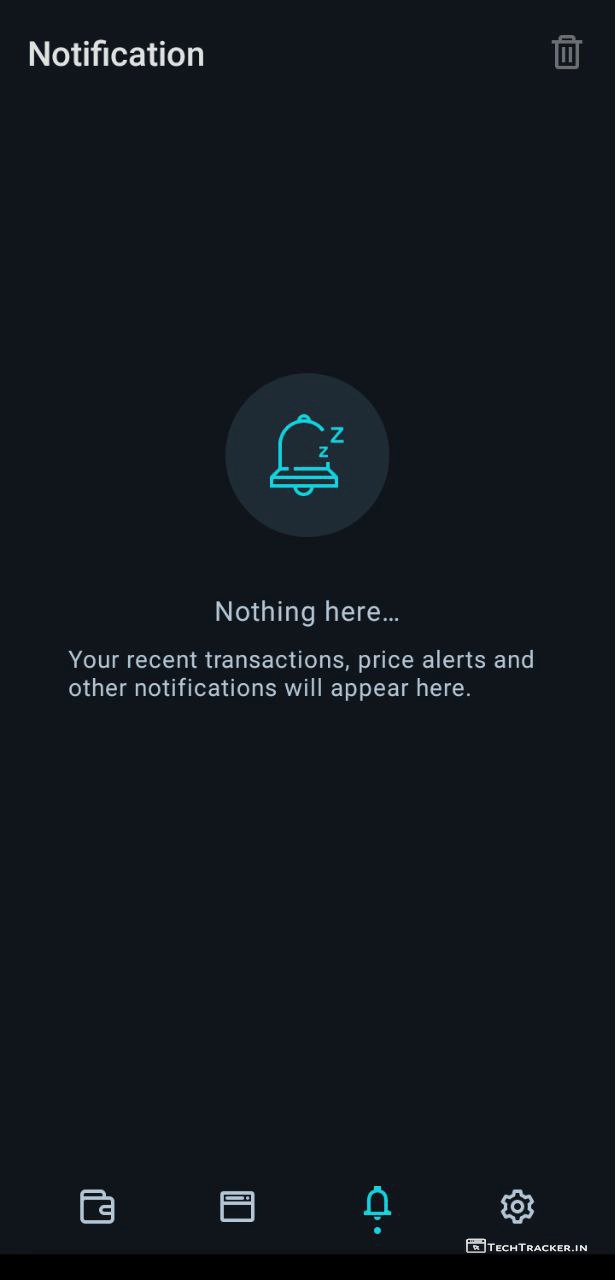 Notification
z
z
Nothing here…
Your recent transactions, price alerts and
other notifications will appear here.
TECHTRACKER.IN